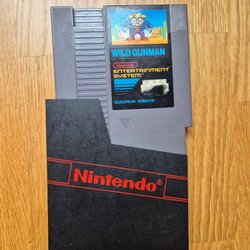 WILD GUNMAN
Nintendo
ENTERTAINMENT
SYSTEM
EUROPEAN VERSION
Nintendo®